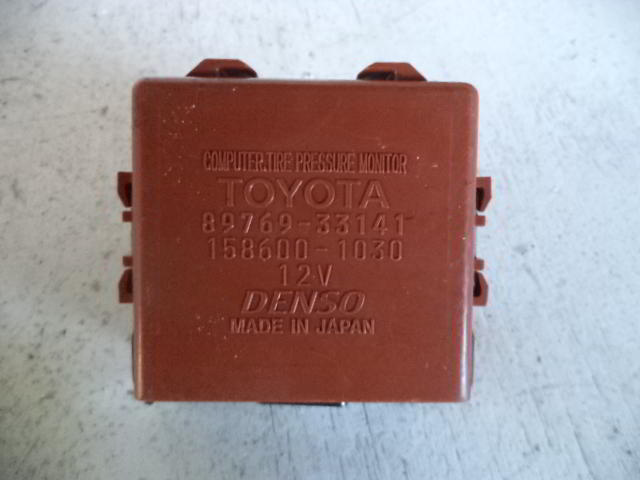 COMPUTER.TIRE PRESSURE MONITOR
TOYOTA
89769-33141
158600-1030
12V
DENSO
MADE IN JAPAN